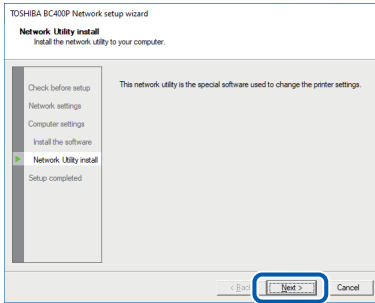 TOSHIBA BC400P Network setup wizard
Network Utility install
Install the network utility to your computer.
Check before setup
Network settings
Computer settings
Install the software
Network Utility install
Setup completed
This network utility is the special software used to change the printer settings.
< Back Next > Cancel